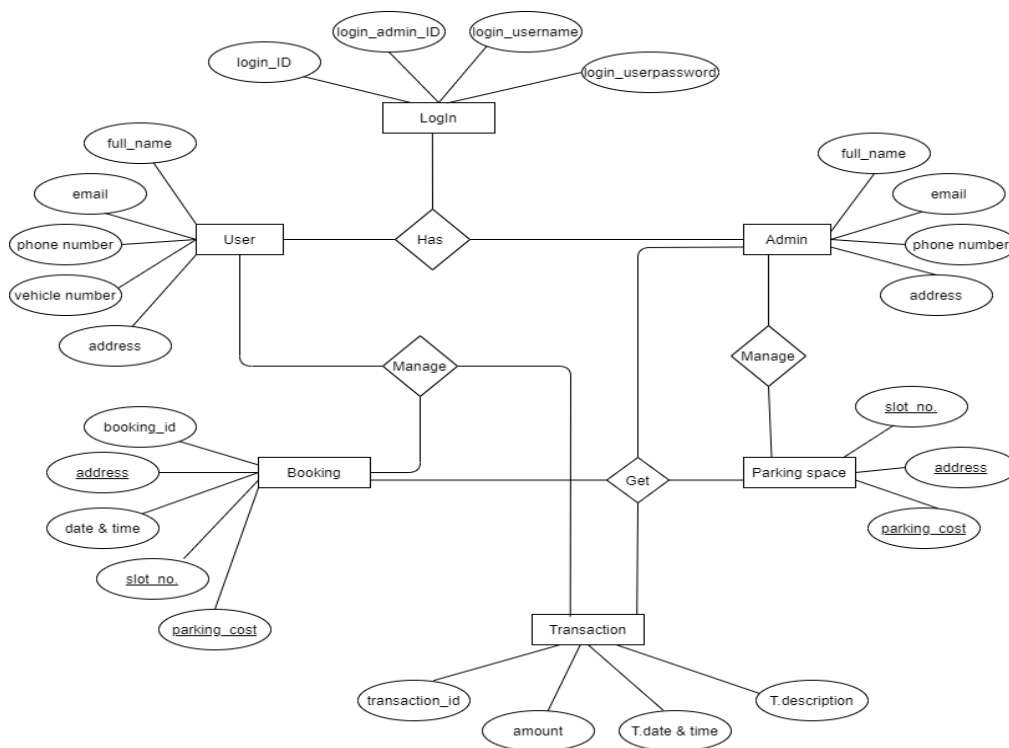 login_admin_ID
login_username
login_ID
login_userpassword
LogIn
full_name
full_name
email
email
User
Has
Admin
phone number
phone number
vehicle number
address
address
Manage
Manage
slot_no.
booking_id
address
Booking
Get
Parking space
address
date & time
parking_cost
slot_no.
parking_cost
Transaction
transaction_id
T.description
amount
T.date & time